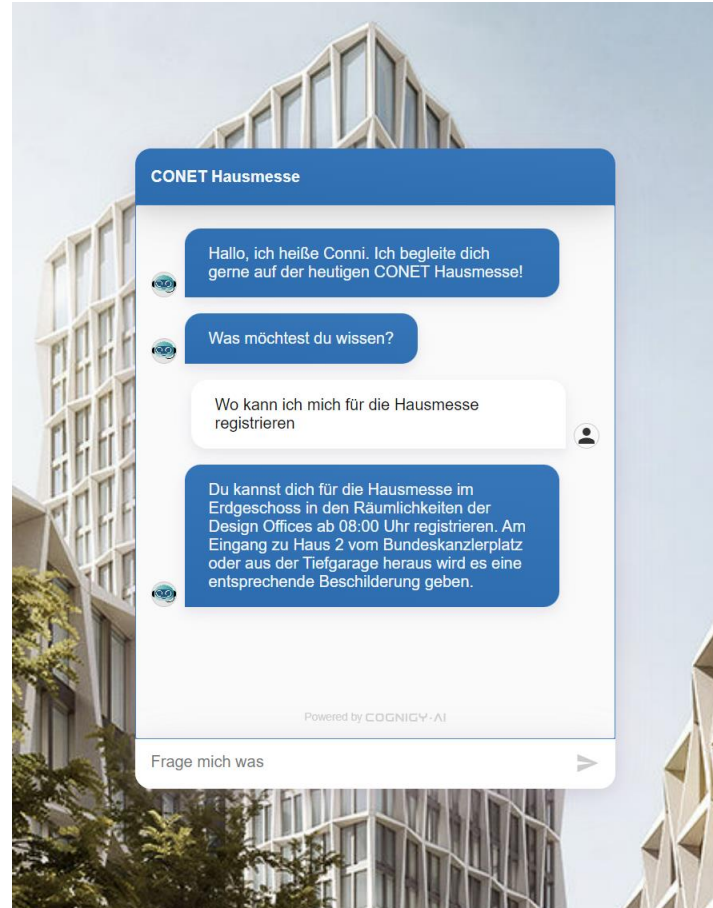 CONET Hausmesse
Hallo, ich heiße Conni. Ich begleite dich
gerne auf der heutigen CONET Hausmesse!
Was möchtest du wissen?
Wo kann ich mich für die Hausmesse
registrieren
Du kannst dich für die Hausmesse im
Erdgeschoss in den Räumlichkeiten der
Design Offices ab 08:00 Uhr registrieren. Am
Eingang zu Haus 2 vom Bundeskanzlerplatz
oder aus der Tiefgarage heraus wird es eine
entsprechende Beschilderung geben.
Powered by COGNIGY-AI
Frage mich was